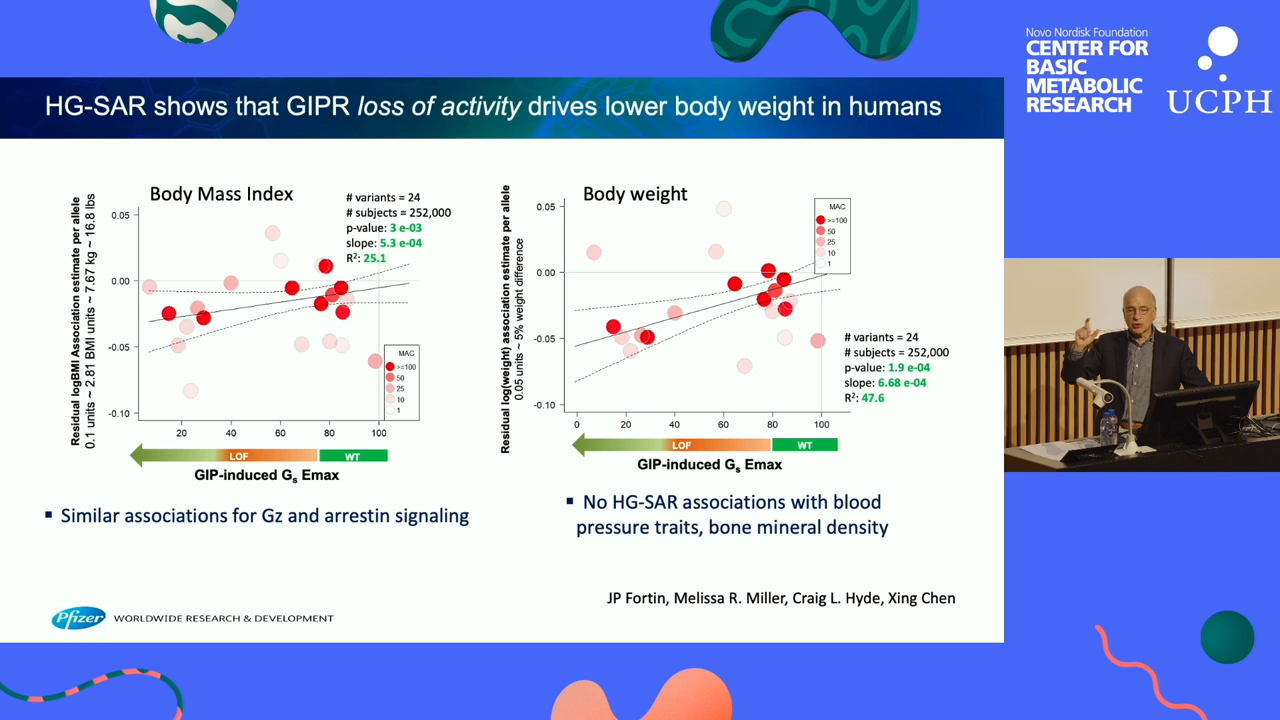 Novo Nordisk Foundation
CENTER FOR
BASIC
METABOLIC
RESEARCH
UCPH
HG-SAR shows that GIPR loss of activity drives lower body weight in humans
Body Mass Index
# variants = 24
# subjects = 252,000
p-value: 3 e-03
slope: 5.3 e-04
R²: 25.1
Residual logBMI Association estimate per allele
0.1 units ~ 2.81 BMI units ~ 7.67 kg ~ 16.8 lbs
0.05
0.00
-0.05
-0.10
20
40
60
80
100
MAC
>=100
50
25
10
1
LOF
WT
GIP-induced Gs Emax
Body weight
Residual log(weight) association estimate per allele
0.05 units ~ 5% weight difference
0.05
0.00
-0.05
-0.10
0
20
40
60
80
100
MAC
>=100
50
25
10
1
# variants = 24
# subjects = 252,000
p-value: 1.9 e-04
slope: 6.68 e-04
R²: 47.6
LOF
WT
GIP-induced Gs Emax
▪ Similar associations for Gz and arrestin signaling
▪ No HG-SAR associations with blood
pressure traits, bone mineral density
JP Fortin, Melissa R. Miller, Craig L. Hyde, Xing Chen
Pfizer
WORLDWIDE RESEARCH & DEVELOPMENT